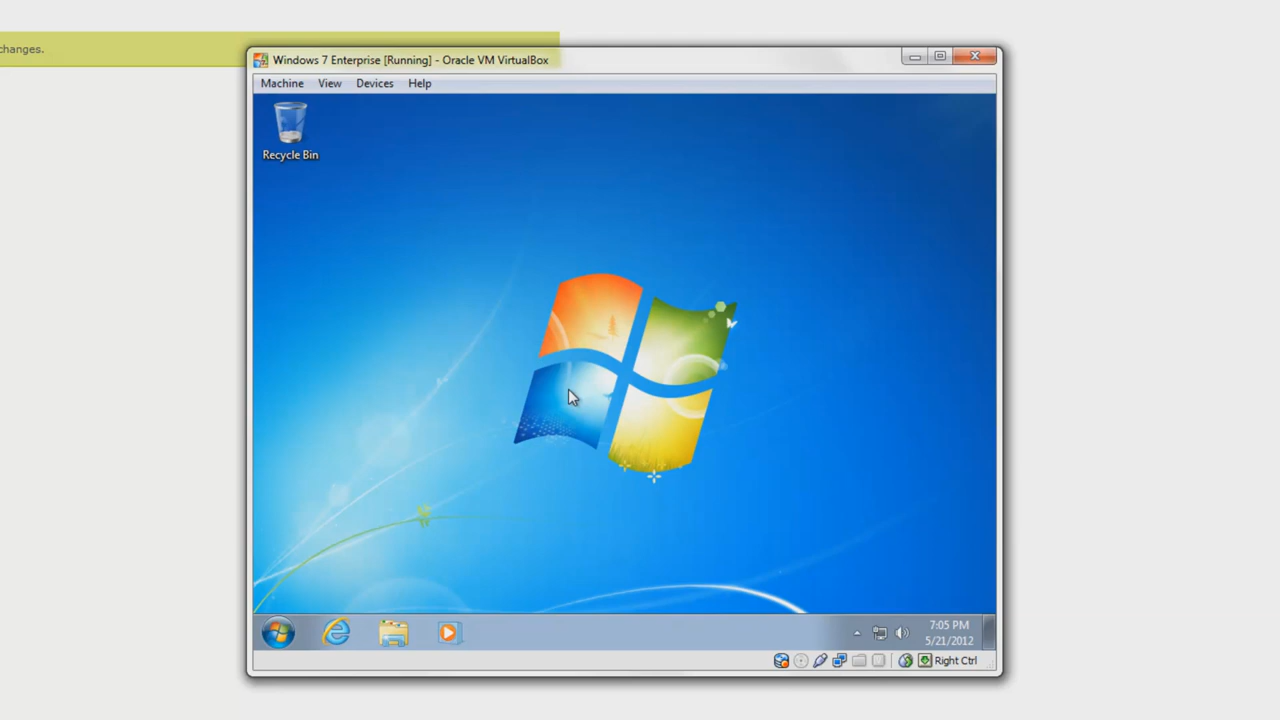 changes.
Windows 7 Enterprise [Running] - Oracle VM VirtualBox
Machine View Devices Help
Recycle Bin
7:05 PM
5/21/2012
Right Ctrl